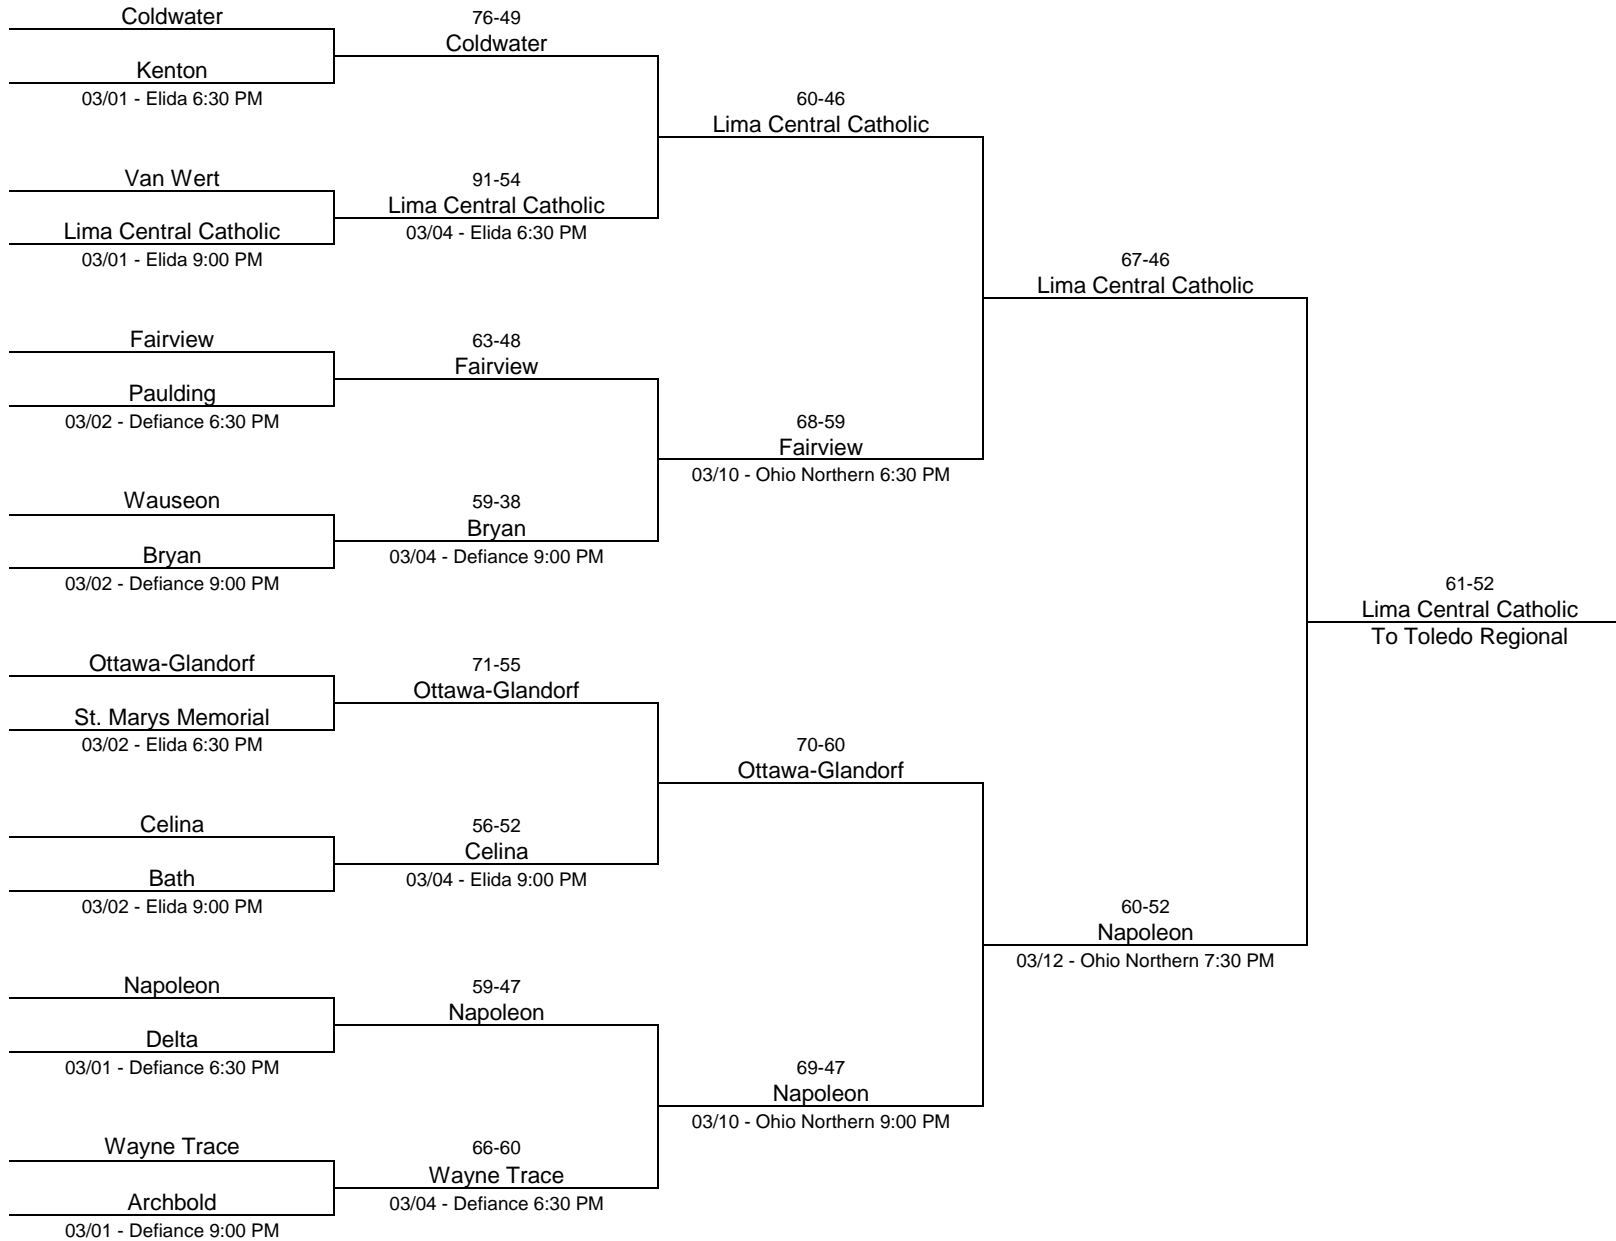 Coldwater
Kenton
03/01 - Elida 6:30 PM
Van Wert
Lima Central Catholic
03/01 - Elida 9:00 PM
Fairview
Paulding
03/02 - Defiance 6:30 PM
Wauseon
Bryan
03/02 - Defiance 9:00 PM
Ottawa-Glandorf
St. Marys Memorial
03/02 - Elida 6:30 PM
Celina
Bath
03/02 - Elida 9:00 PM
Napoleon
Delta
03/01 - Defiance 6:30 PM
Wayne Trace
Archbold
03/01 - Defiance 9:00 PM
76-49
Coldwater
91-54
Lima Central Catholic
03/04 - Elida 6:30 PM
63-48
Fairview
59-38
Bryan
03/04 - Defiance 9:00 PM
71-55
Ottawa-Glandorf
56-52
Celina
03/04 - Elida 9:00 PM
59-47
Napoleon
66-60
Wayne Trace
03/04 - Defiance 6:30 PM
60-46
Lima Central Catholic
68-59
Fairview
03/10 - Ohio Northern 6:30 PM
70-60
Ottawa-Glandorf
69-47
Napoleon
03/10 - Ohio Northern 9:00 PM
67-46
Lima Central Catholic
60-52
Napoleon
03/12 - Ohio Northern 7:30 PM
61-52
Lima Central Catholic
To Toledo Regional